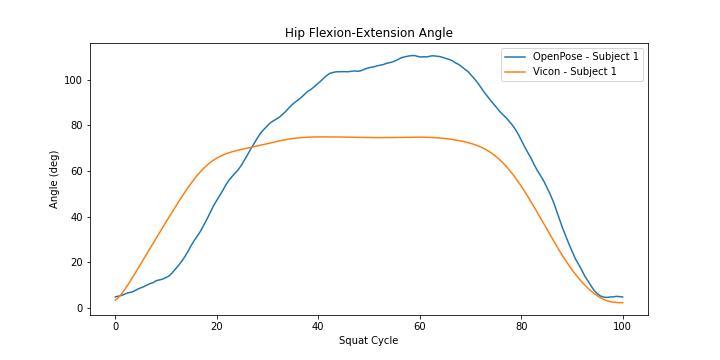 Hip Flexion-Extension Angle
OpenPose - Subject 1
Vicon - Subject 1
Angle (deg)
100
80
60
40
20
0
0 20 40 60 80 100
Squat Cycle